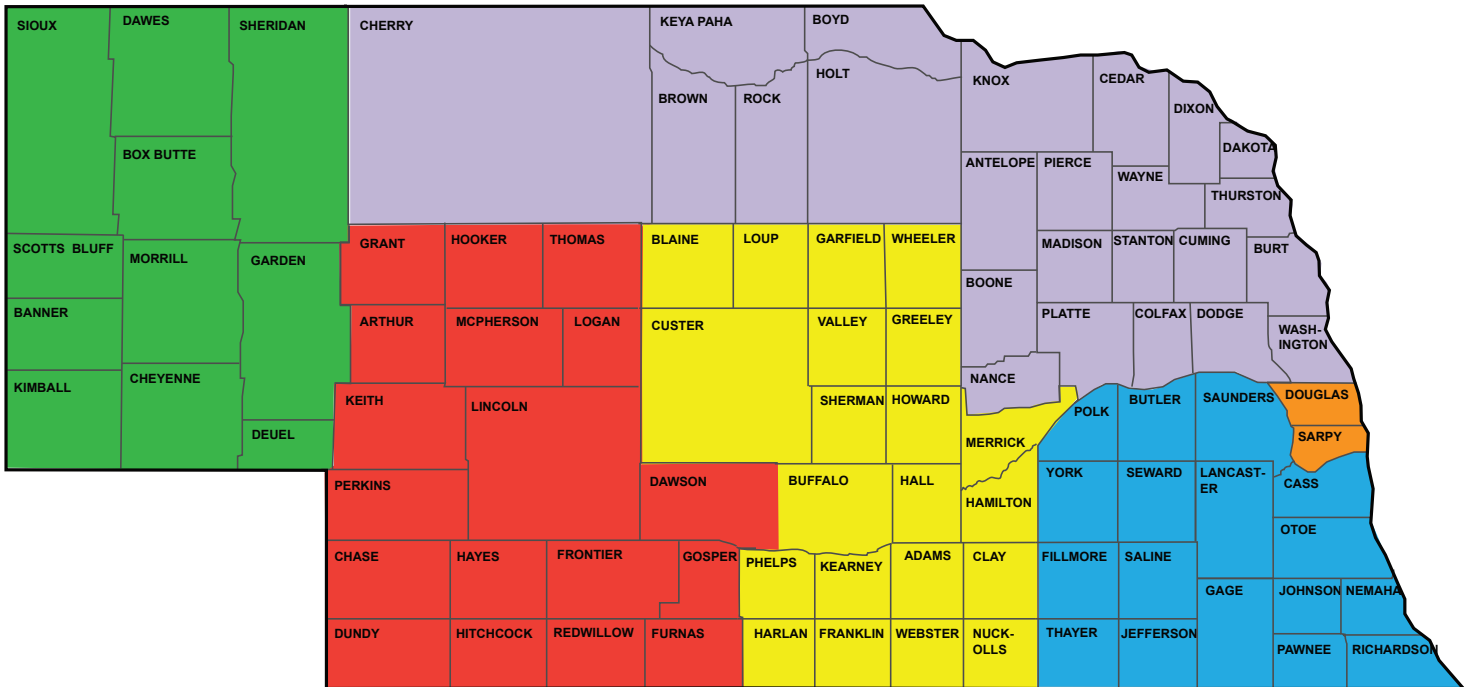 SIOUX
DAWES
SHERIDAN
CHERRY
KEYA PAHA
BOYD
HOLT
KNOX
CEDAR
DIXON
BROWN
ROCK
DAKOTA
BOX BUTTE
ANTELOPE
PIERCE
WAYNE
THURSTON
SCOTTS BLUFF
MORRILL
GARDEN
GRANT
HOOKER
THOMAS
BLAINE
LOUP
GARFIELD
WHEELER
MADISON
STANTON
CUMING
BURT
BOONE
BANNER
ARTHUR
MCPHERSON
LOGAN
CUSTER
VALLEY
GREELEY
PLATTE
COLFAX
DODGE
WASH-
INGTON
KIMBALL
CHEYENNE
NANCE
KEITH
LINCOLN
SHERMAN
HOWARD
POLK
BUTLER
SAUNDERS
DOUGLAS
DEUEL
MERRICK
SARPY
PERKINS
DAWSON
BUFFALO
HALL
HAMILTON
YORK
SEWARD
LANCAST-
ER
CASS
OTOE
CHASE
HAYES
FRONTIER
GOSPER
PHELPS
KEARNEY
ADAMS
CLAY
FILLMORE
SALINE
GAGE
JOHNSON
NEMAHA
DUNDY
HITCHCOCK
REDWILLOW
FURNAS
HARLAN
FRANKLIN
WEBSTER
NUCK-
OLLS
THAYER
JEFFERSON
PAWNEE
RICHARDSON